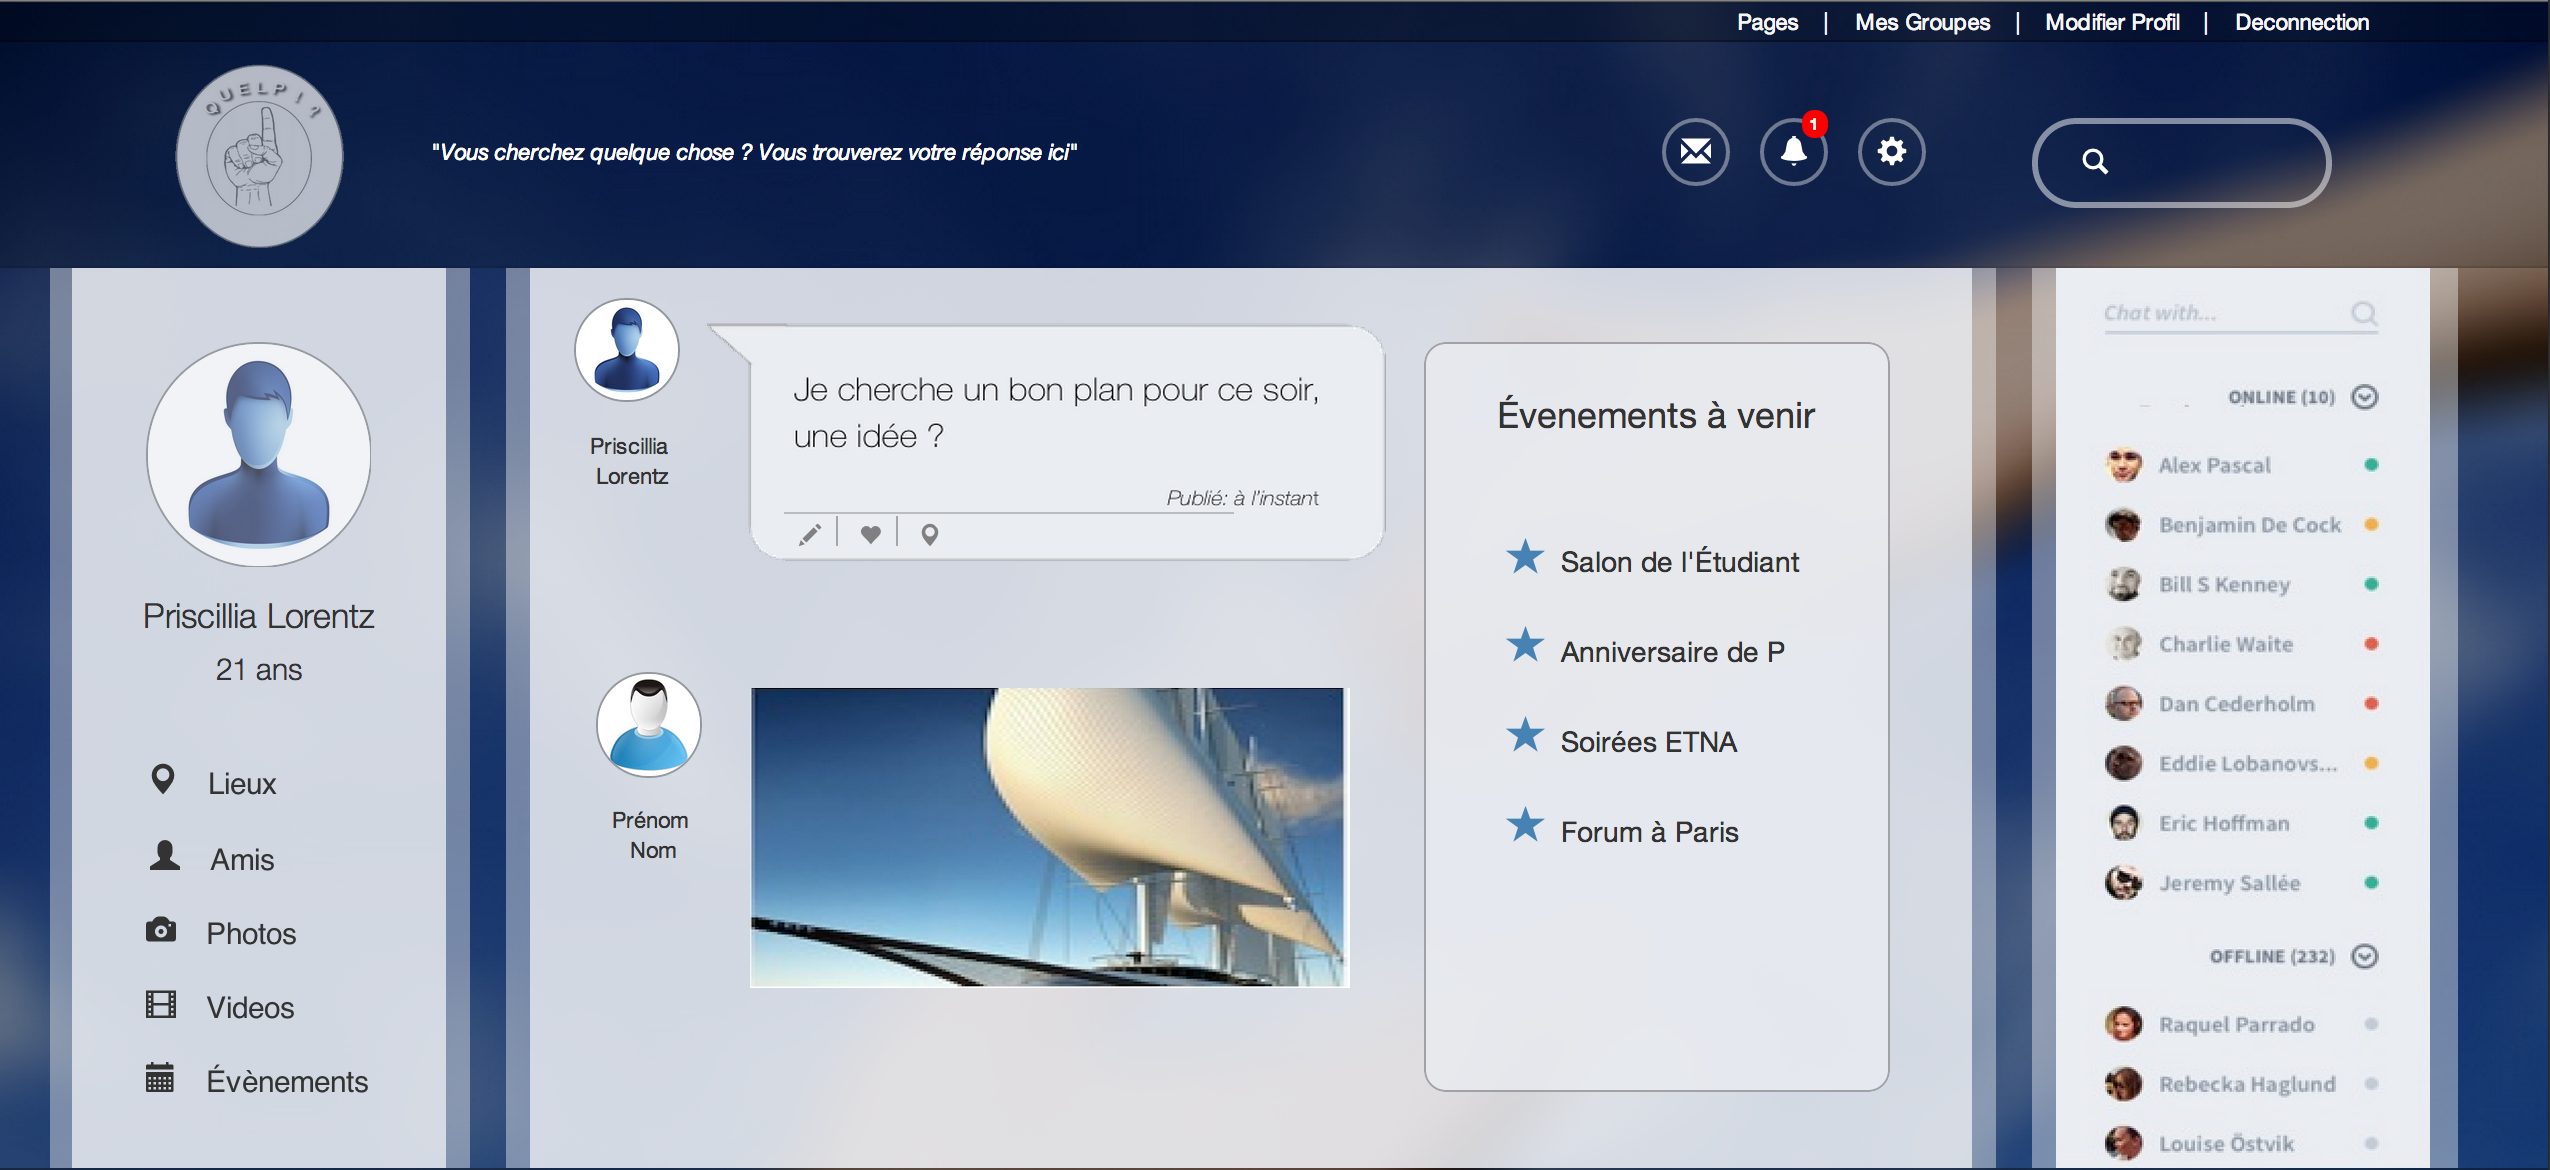 Pages | Mes Groupes | Modifier Profil | Deconnection
QUELP ! ?
"Vous cherchez quelque chose ? Vous trouverez votre réponse ici"
1
Priscillia Lorentz
21 ans
Lieux
Amis
Photos
Videos
Évènements
Priscillia
Lorentz
Je cherche un bon plan pour ce soir,
une idée ?
Publié: à l'instant
Prénom
Nom
Évenements à venir
Salon de l'Étudiant
Anniversaire de P
Soirées ETNA
Forum à Paris
Chat with...
ONLINE (10)
Alex Pascal
Benjamin De Cock
Bill S Kenney
Charlie Waite
Dan Cederholm
Eddie Lobanovs...
Eric Hoffman
Jeremy Sallée
OFFLINE (232)
Raquel Parrado
Rebecka Haglund
Louise Östvik